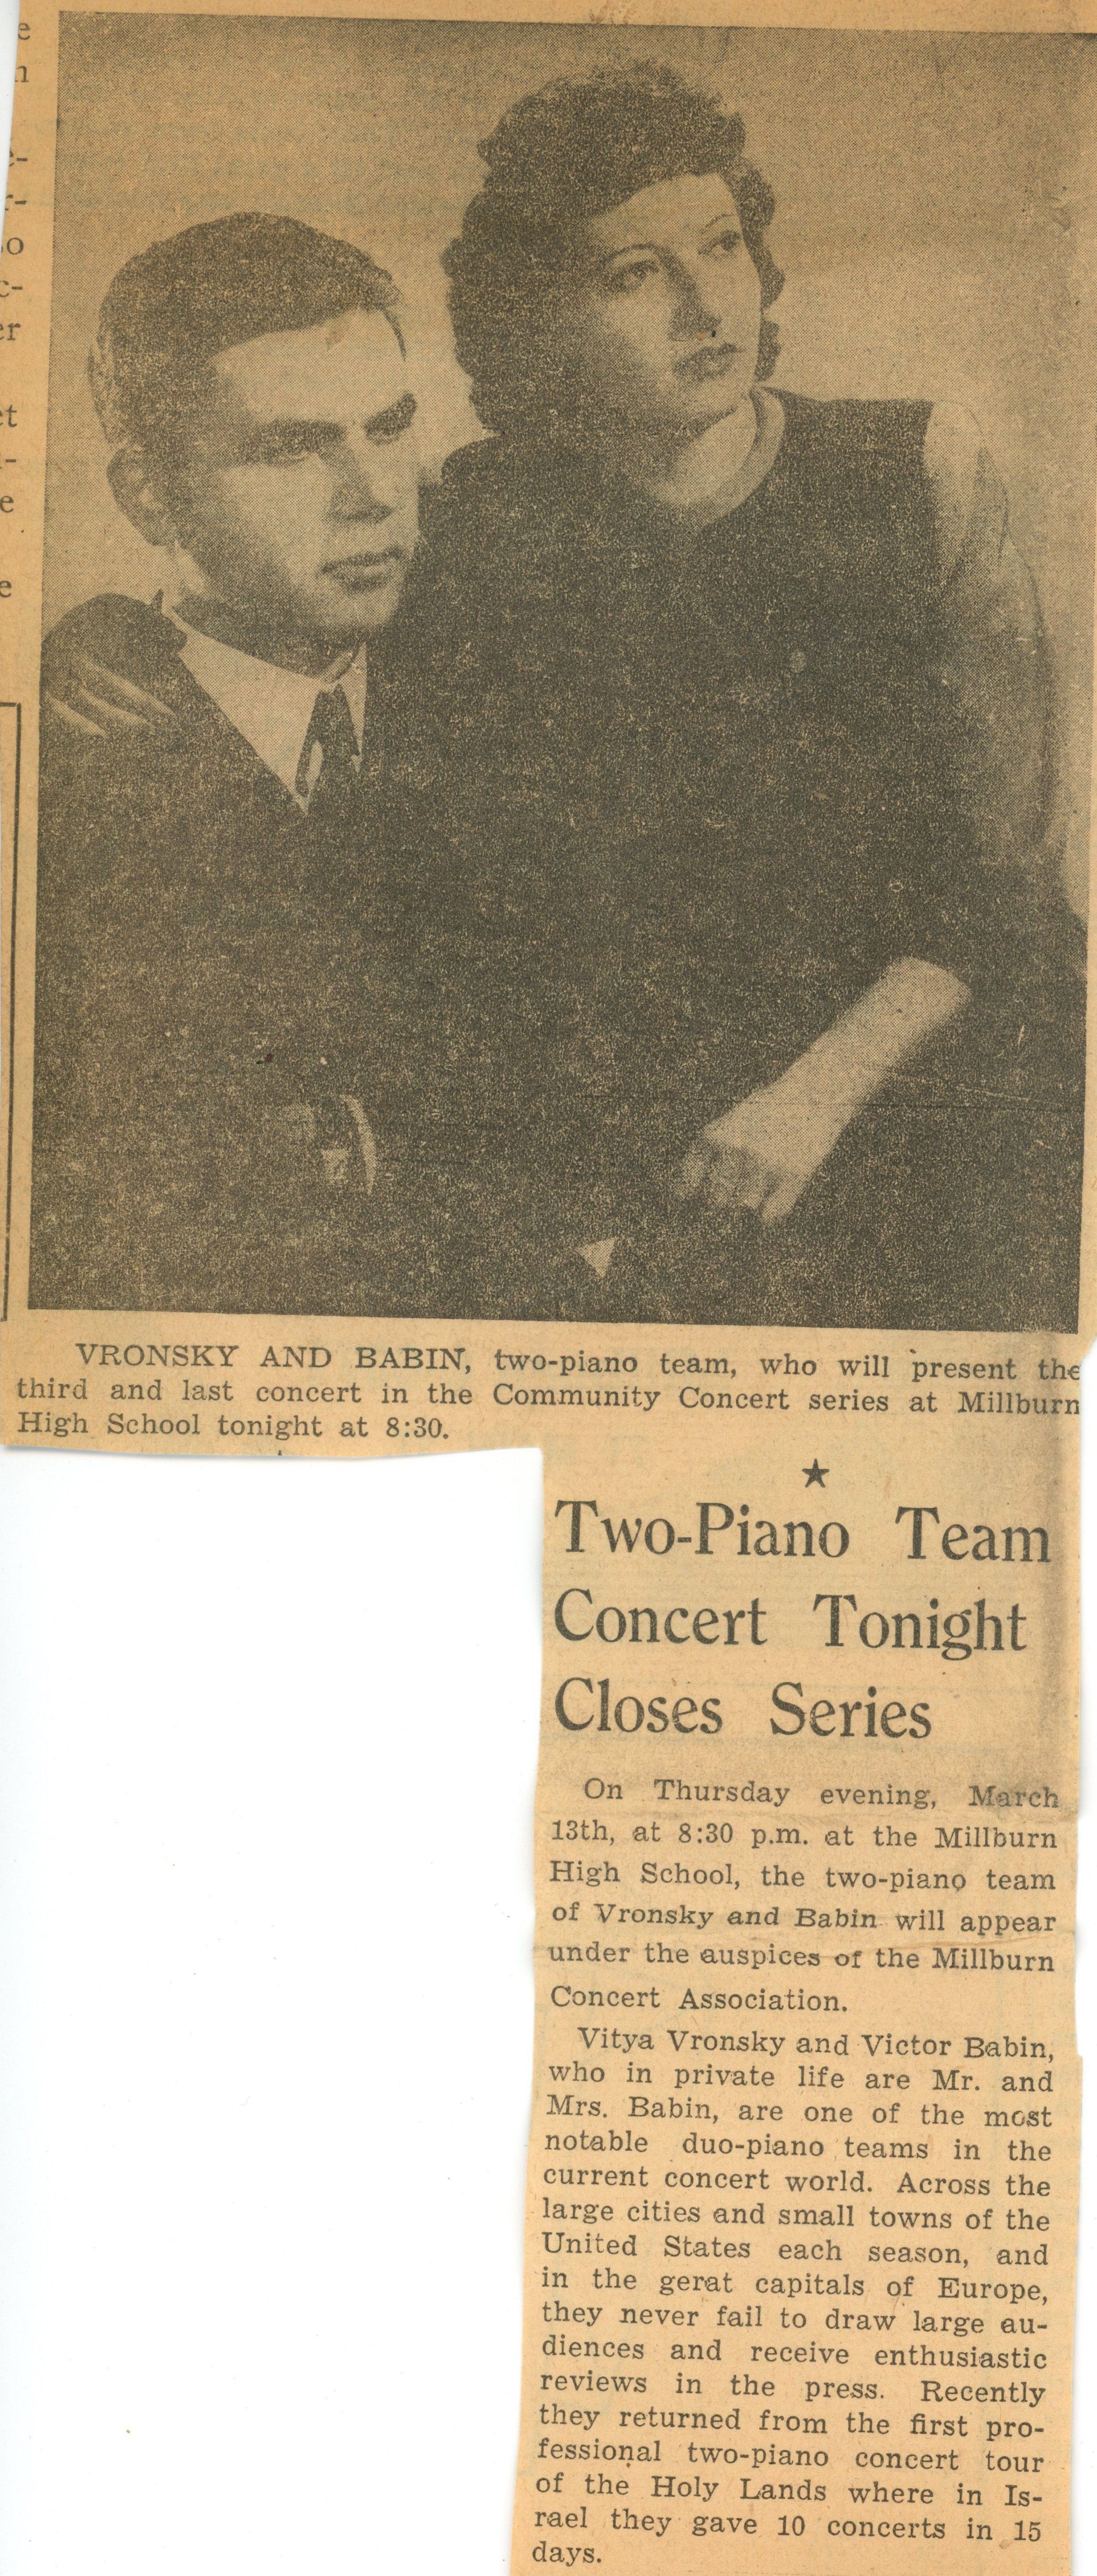 e
n
e-
r-
so
c-
er
et
l-
e
e
VRONSKY AND BABIN, two-piano team, who will present the
third and last concert in the Community Concert series at Millburn
High School tonight at 8:30.
★
Two-Piano Team
Concert Tonight
Closes Series
On Thursday evening, March
13th, at 8:30 p.m. at the Millburn
High School, the two-piano team
of Vronsky and Babin will appear
under the auspices of the Millburn
Concert Association.
Vitya Vronsky and Victor Babin,
who in private life are Mr. and
Mrs. Babin, are one of the most
notable duo-piano teams in the
current concert world. Across the
large cities and small towns of the
United States each season, and
in the gerat capitals of Europe,
they never fail to draw large au-
diences and receive enthusiastic
reviews in the press. Recently
they returned from the first pro-
fessional two-piano concert tour
of the Holy Lands where in Is-
rael they gave 10 concerts in 15
days.